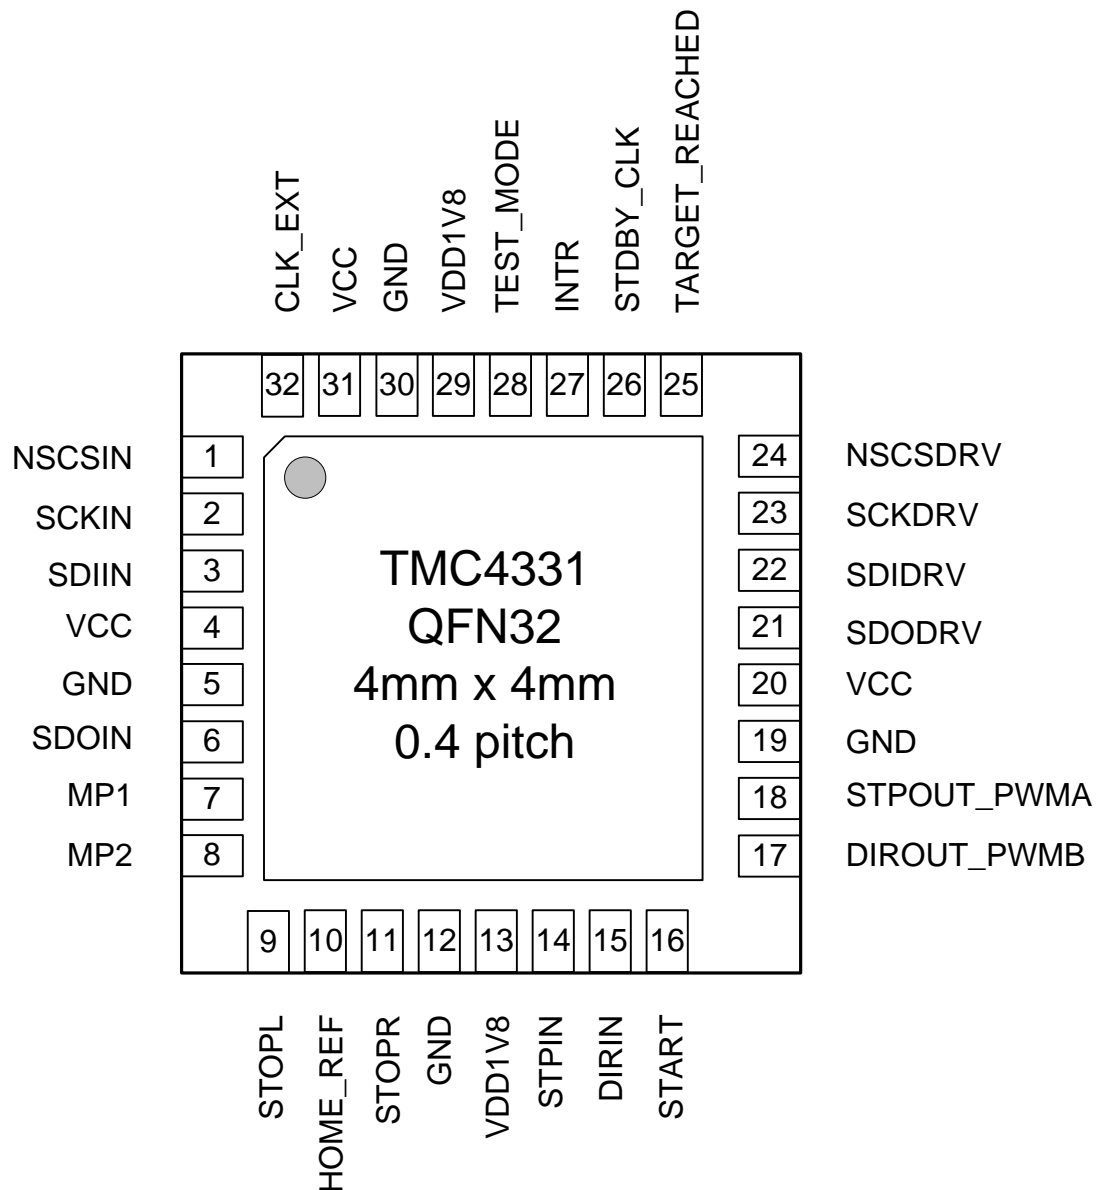 CLK_EXT
VCC
GND
VDD1V8
TEST_MODE
INTR
STDBY_CLK
TARGET_REACHED
32
31
30
29
28
27
26
25
NSCSIN 1
24 NSCSDRV
SCKIN 2
23 SCKDRV
SDIIN 3
22 SDIDRV
VCC 4
21 SDODRV
GND 5
20 VCC
SDOIN 6
19 GND
MP1 7
18 STPOUT_PWMA
MP2 8
17 DIROUT_PWMB
TMC4331
QFN32
4mm x 4mm
0.4 pitch
9
10
11
12
13
14
15
16
STOPL
HOME_REF
STOPR
GND
VDD1V8
STPIN
DIRIN
START